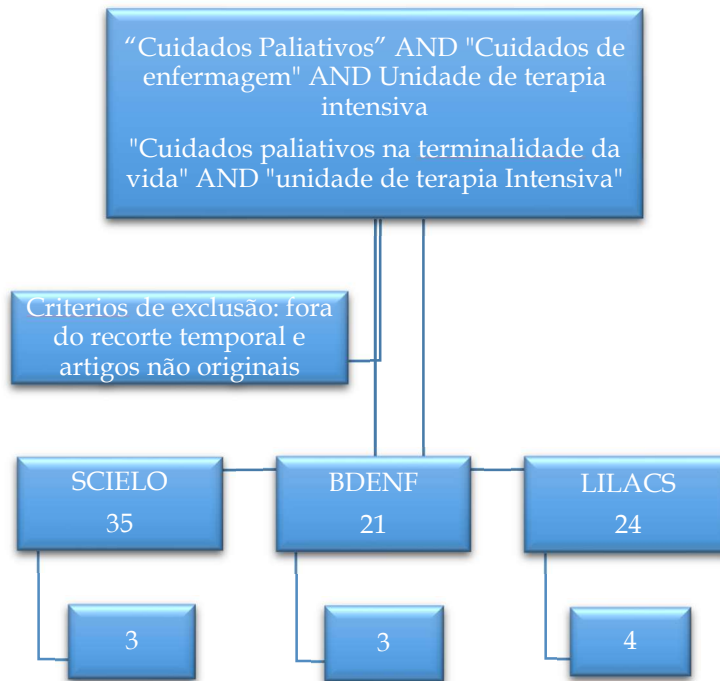 “Cuidados Paliativos” AND "Cuidados de
enfermagem" AND Unidade de terapia
intensiva
"Cuidados paliativos na terminalidade da
vida" AND "unidade de terapia Intensiva"
Criterios de exclusão: fora
do recorte temporal e
artigos não originais
SCIELO
35
BDENF
21
LILACS
24
3
3
4